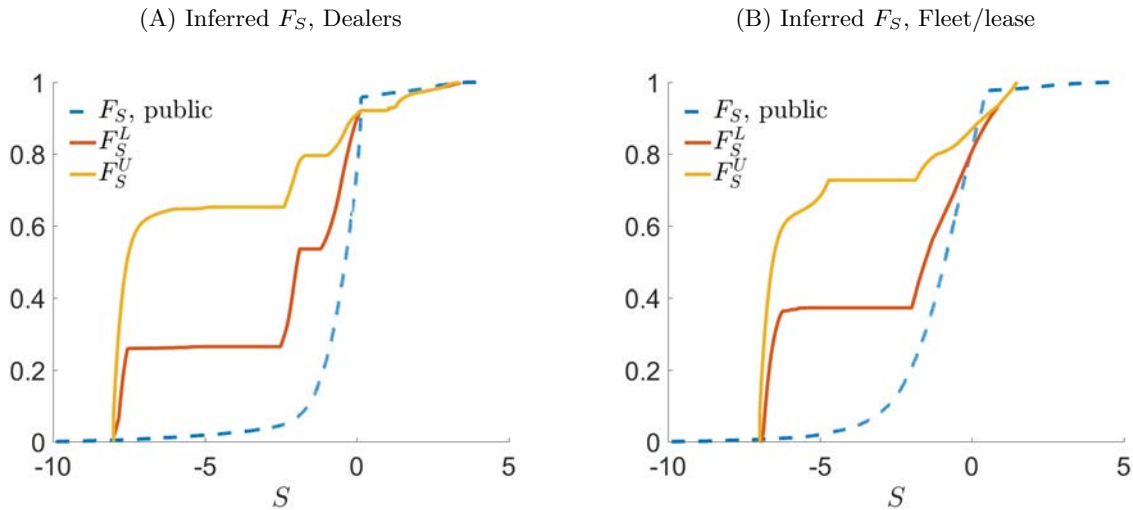 (A) Inferred F_S, Dealers
1
0.8
0.6
0.4
0.2
0
F_S, public
F_S^L
F_S^U
-10
-5
0
5
S
(B) Inferred F_S, Fleet/lease
1
0.8
0.6
0.4
0.2
0
F_S, public
F_S^L
F_S^U
-10
-5
0
5
S